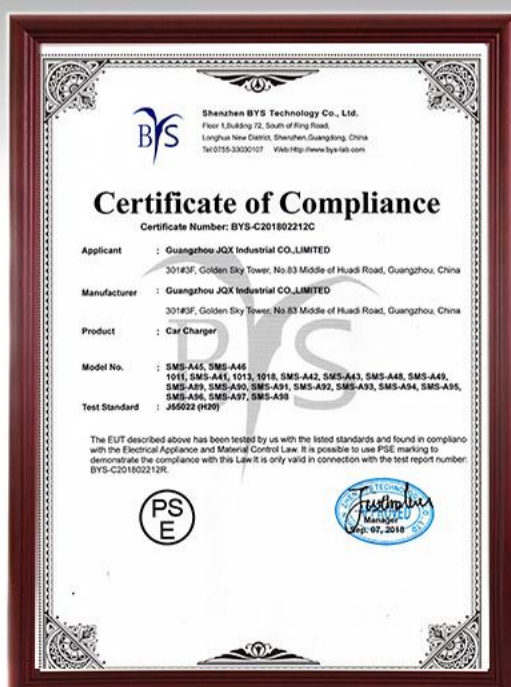 BYS
Shenzhen BYS Technology Co., Ltd.
Floor 1,Building 72, South of Ring Road,
Longhua New District, Shenzhen,Guangdong, China
Tel:0755-33030107 Web:Http://www.bys-lab.com
Certificate of Compliance
Certificate Number: BYS-C201802212C
Applicant : Guangzhou JQX Industrial CO.,LIMITED
301#3F, Golden Sky Tower, No.83 Middle of Huadi Road, Guangzhou, China
Manufacturer : Guangzhou JQX Industrial CO.,LIMITED
301#3F, Golden Sky Tower, No.83 Middle of Huadi Road, Guangzhou, China
Product : Car Charger
Model No. : SMS-A45, SMS-A46
1011, SMS-A41, 1013, 1018, SMS-A42, SMS-A43, SMS-A48, SMS-A49,
SMS-A89, SMS-A90, SMS-A91, SMS-A92, SMS-A93, SMS-A94, SMS-A95,
SMS-A96, SMS-A97, SMS-A98
Test Standard : J55022 (H20)
The EUT described above has been tested by us with the listed standards and found in complianc
with the Electrical Appliance and Material Control Law. It is possible to use PSE marking to
demonstrate the compliance with this Law.It is only valid in connection with the test report number:
BYS-C201802212R.
PS
E
APPROVED
Manager
Sep. 07, 2018